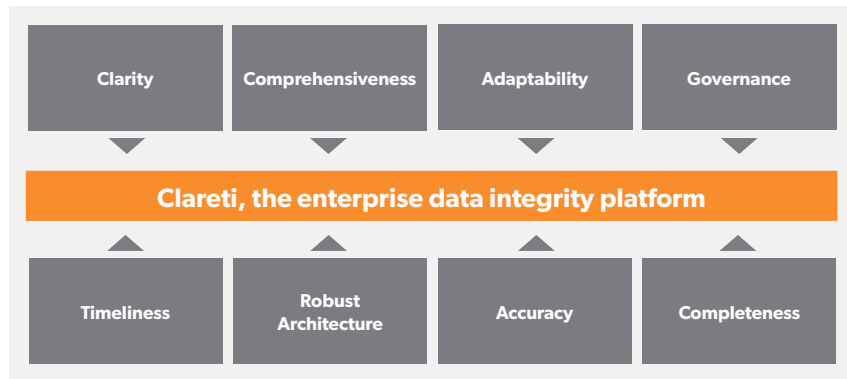 Clarity
Comprehensiveness
Adaptability
Governance
Clareti, the enterprise data integrity platform
Timeliness
Robust
Architecture
Accuracy
Completeness